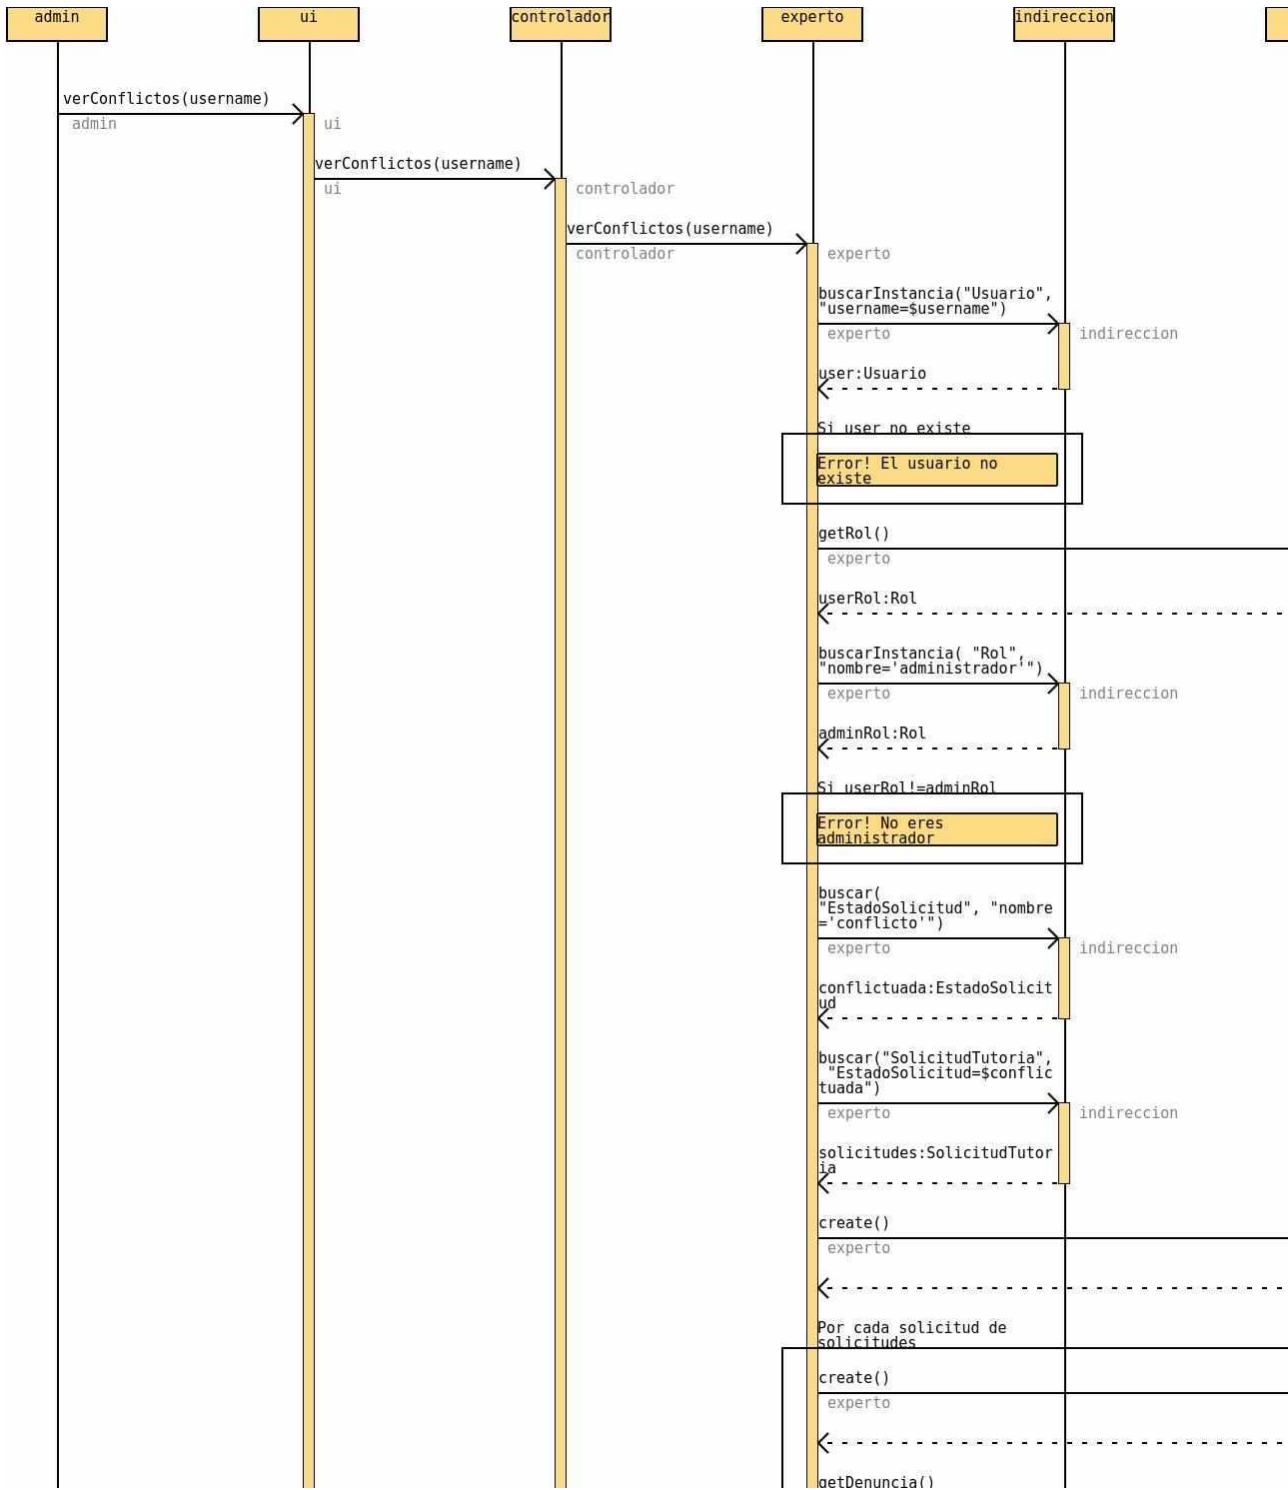 admin
ui
controlador
experto
indireccion
verConflictos(username)
admin
ui
verConflictos(username)
ui
controlador
verConflictos(username)
controlador
experto
buscarInstancia("Usuario",
"username=$username")
experto
indireccion
user:Usuario
Si user no existe
Error! El usuario no
existe
getRol()
experto
userRol:Rol
buscarInstancia( "Rol",
"nombre='administrador'")
experto
indireccion
adminRol:Rol
Si userRol!=adminRol
Error! No eres
administrador
buscar(
"EstadoSolicitud", "nombre
='conflicto'")
experto
indireccion
conflictuada:EstadoSolicit
ud
buscar("SolicitudTutoria",
"EstadoSolicitud=$conflic
tuada")
experto
indireccion
solicitudes:SolicitudTutor
ia
create()
experto
Por cada solicitud de
solicitudes
create()
experto
getDenuncia()